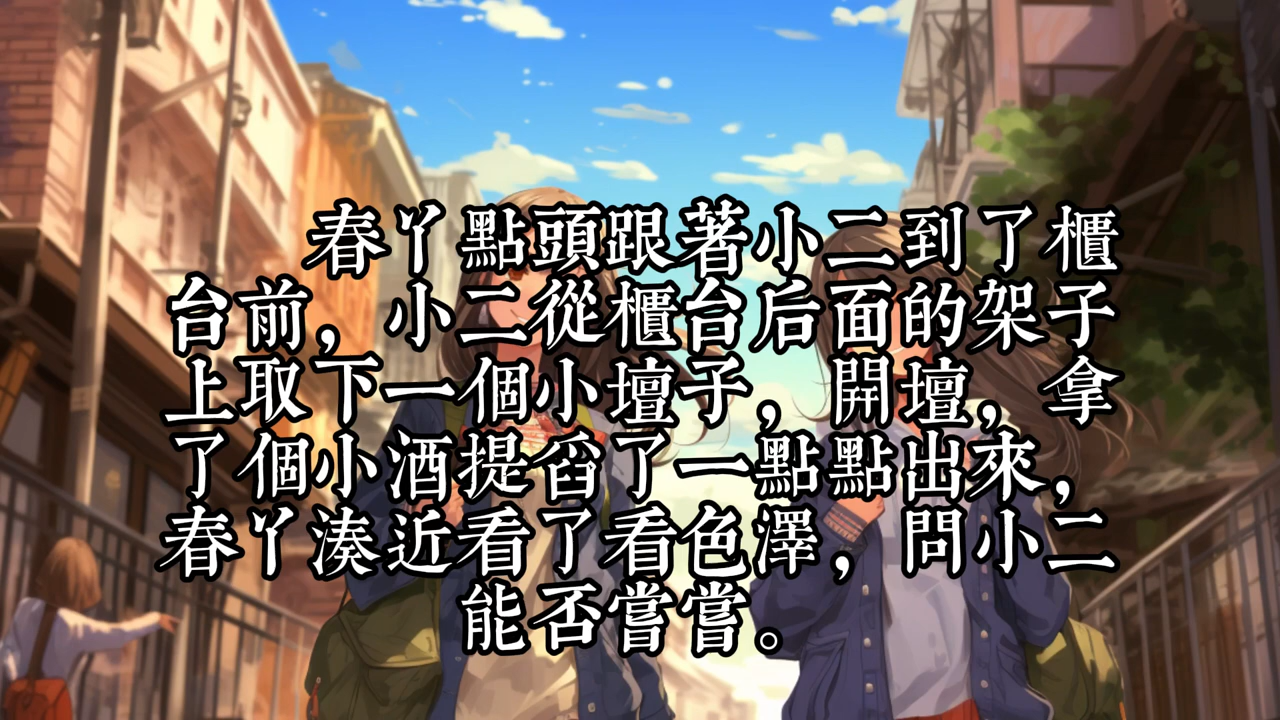 春丫點頭跟著小二到了櫃
台前，小二從櫃台后面的架子
上取下一個小壇子，開壇，拿
了個小酒提舀了一點點出來，
春丫湊近看了看色澤，問小二
能否嘗嘗。